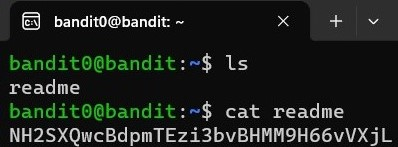 bandit0@bandit: ~
bandit0@bandit:~$ ls
readme
bandit0@bandit:~$ cat readme
NH2SXQwcBdpmTEzi3bvBHMM9H66vVXjL